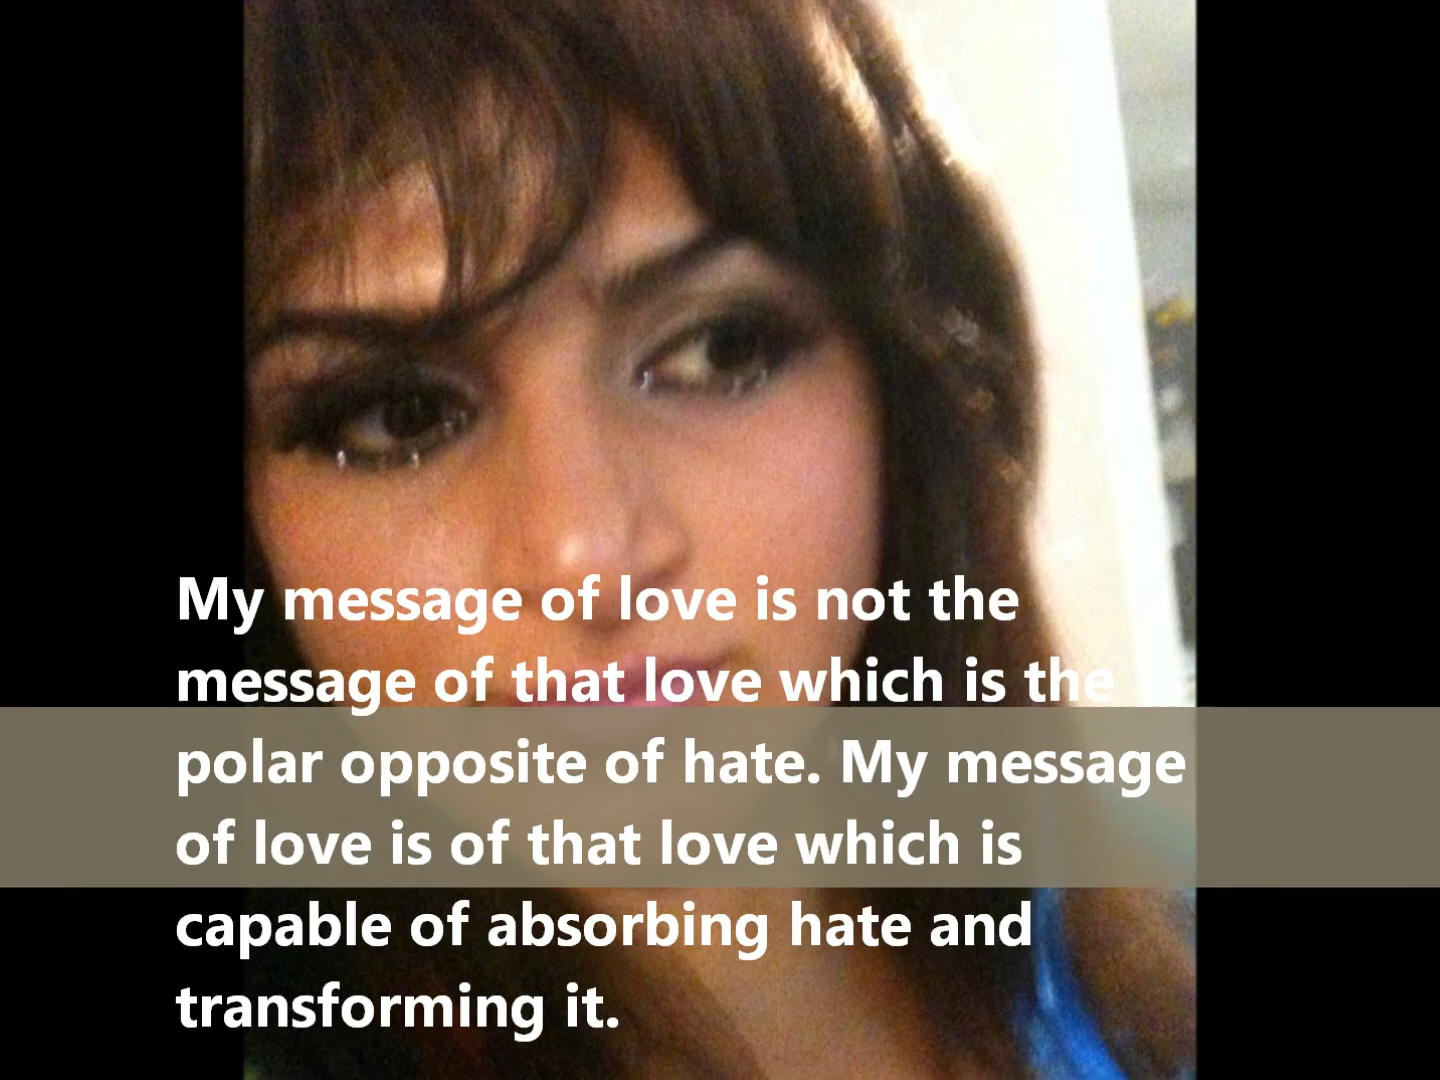 My message of love is not the
message of that love which is the
polar opposite of hate. My message
of love is of that love which is
capable of absorbing hate and
transforming it.